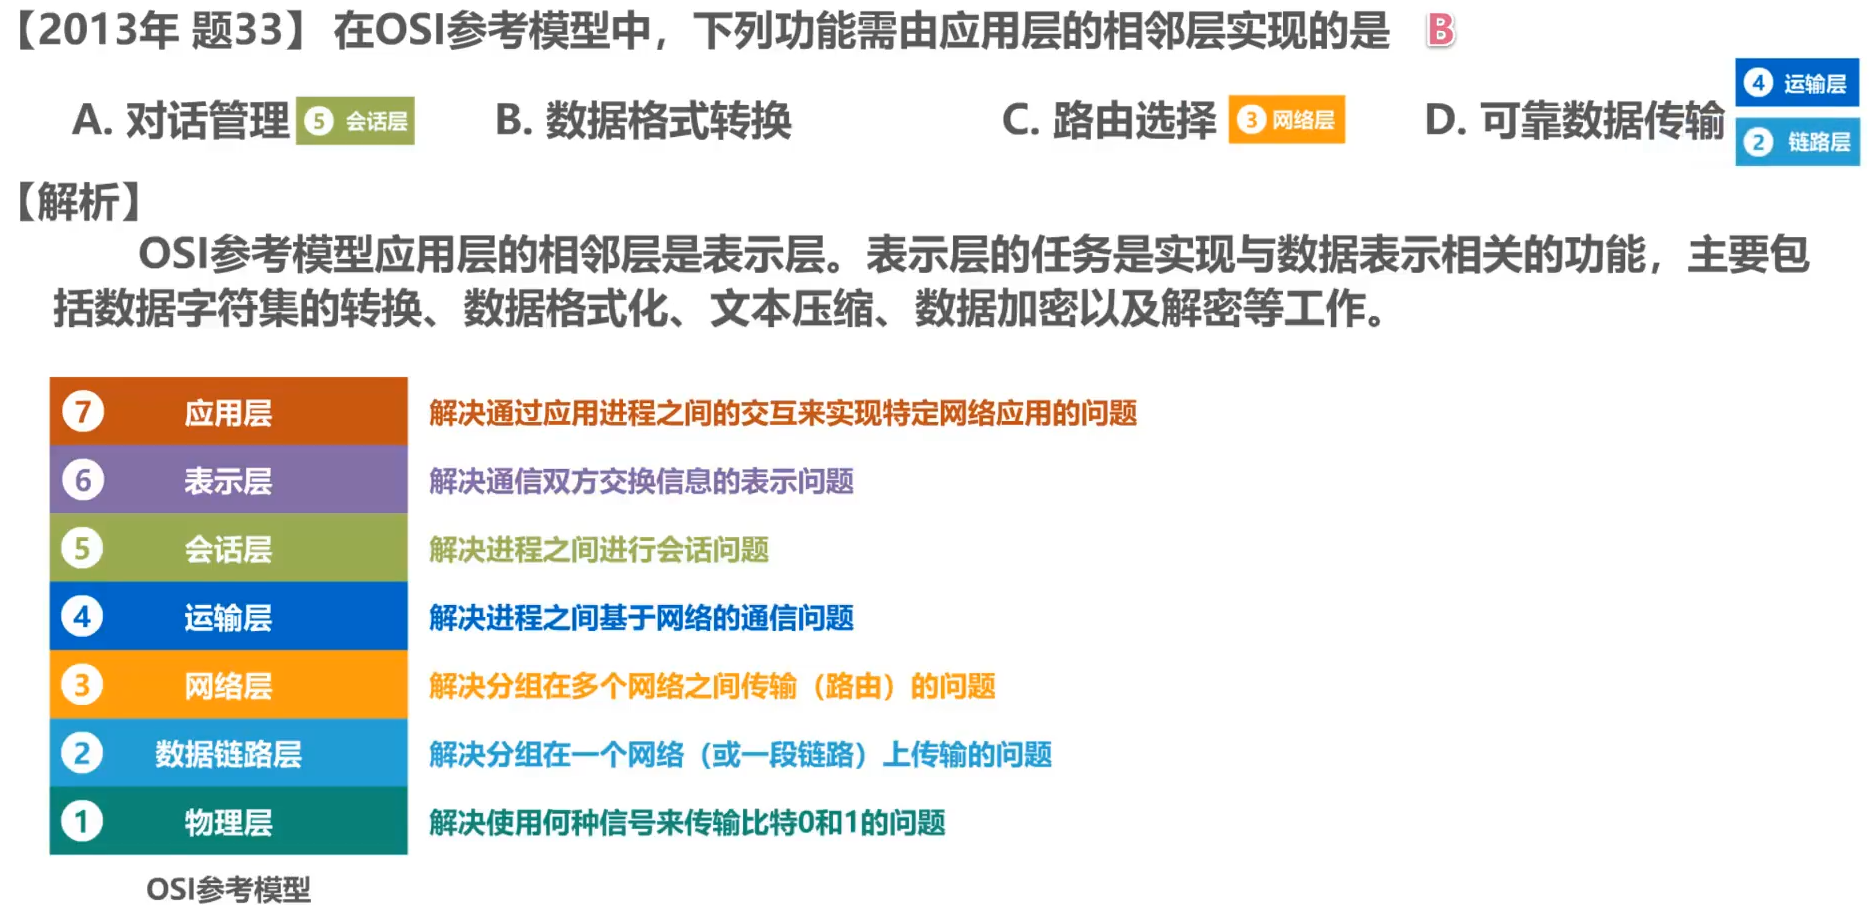 【2013年 题33】 在OSI参考模型中，下列功能需由应用层的相邻层实现的是 B
A. 对话管理 5 会话层 B. 数据格式转换 C. 路由选择 3 网络层 D. 可靠数据传输 4 运输层
2 链路层
【解析】
OSI参考模型应用层的相邻层是表示层。表示层的任务是实现与数据表示相关的功能，主要包
括数据字符集的转换、数据格式化、文本压缩、数据加密以及解密等工作。
7 应用层 解决通过应用进程之间的交互来实现特定网络应用的问题
6 表示层 解决通信双方交换信息的表示问题
5 会话层 解决进程之间进行会话问题
4 运输层 解决进程之间基于网络的通信问题
3 网络层 解决分组在多个网络之间传输（路由）的问题
2 数据链路层 解决分组在一个网络（或一段链路）上传输的问题
1 物理层 解决使用何种信号来传输比特0和1的问题
OSI参考模型